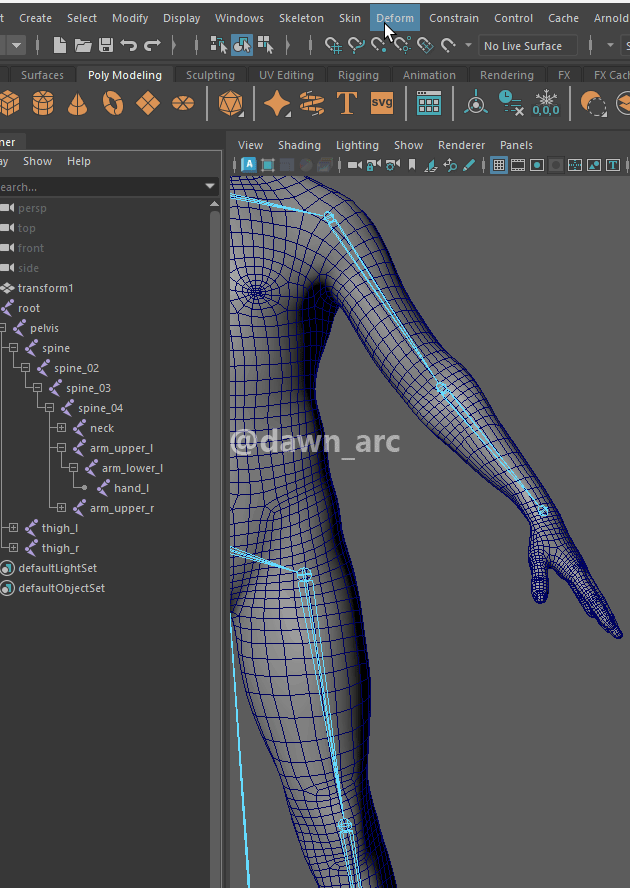 Create Select Modify Display Windows Skeleton Skin Deform Constrain Control Cache Arnold
No Live Surface
Surfaces Poly Modeling Sculpting UV Editing Rigging Animation Rendering FX FX Cach
T svg 0,0,0
ner
View Shading Lighting Show Renderer Panels
ay Show Help
earch...
persp
top
front
side
transform1
root
pelvis
spine
spine_02
spine_03
spine_04
neck
@dawn_arc
arm_upper_l
arm_lower_l
hand_l
arm_upper_r
thigh_l
thigh_r
defaultLightSet
defaultObjectSet